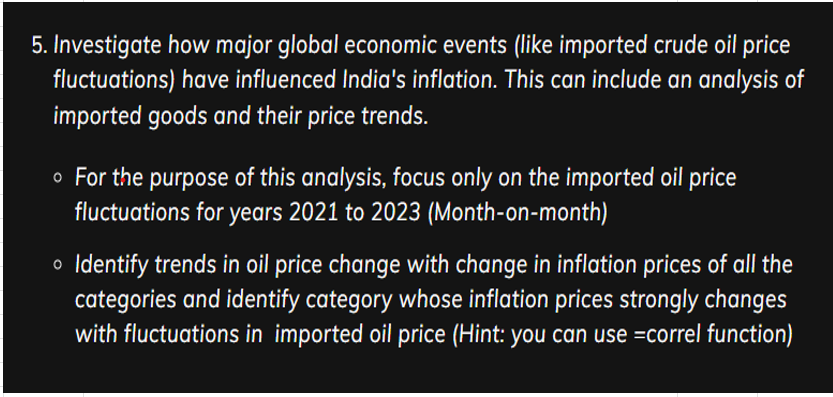 5. Investigate how major global economic events (like imported crude oil price
fluctuations) have influenced India's inflation. This can include an analysis of
imported goods and their price trends.
○ For the purpose of this analysis, focus only on the imported oil price
fluctuations for years 2021 to 2023 (Month-on-month)
○ Identify trends in oil price change with change in inflation prices of all the
categories and identify category whose inflation prices strongly changes
with fluctuations in imported oil price (Hint: you can use =correl function)